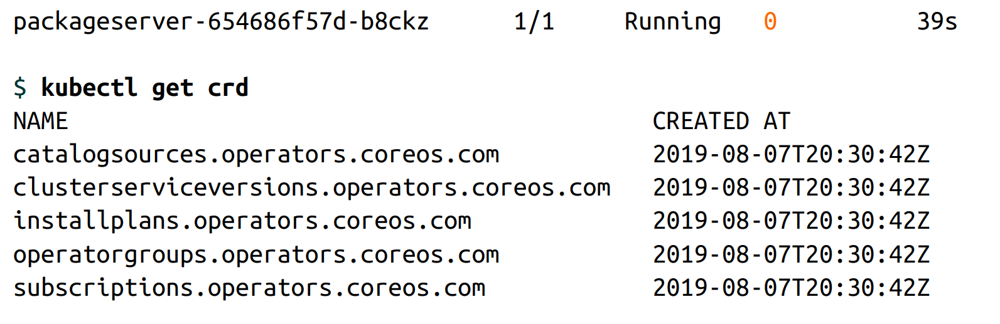 packageserver-654686f57d-b8ckz      1/1     Running   0          39s

$ kubectl get crd
NAME                                          CREATED AT
catalogsources.operators.coreos.com           2019-08-07T20:30:42Z
clusterserviceversions.operators.coreos.com   2019-08-07T20:30:42Z
installplans.operators.coreos.com             2019-08-07T20:30:42Z
operatorgroups.operators.coreos.com           2019-08-07T20:30:42Z
subscriptions.operators.coreos.com            2019-08-07T20:30:42Z